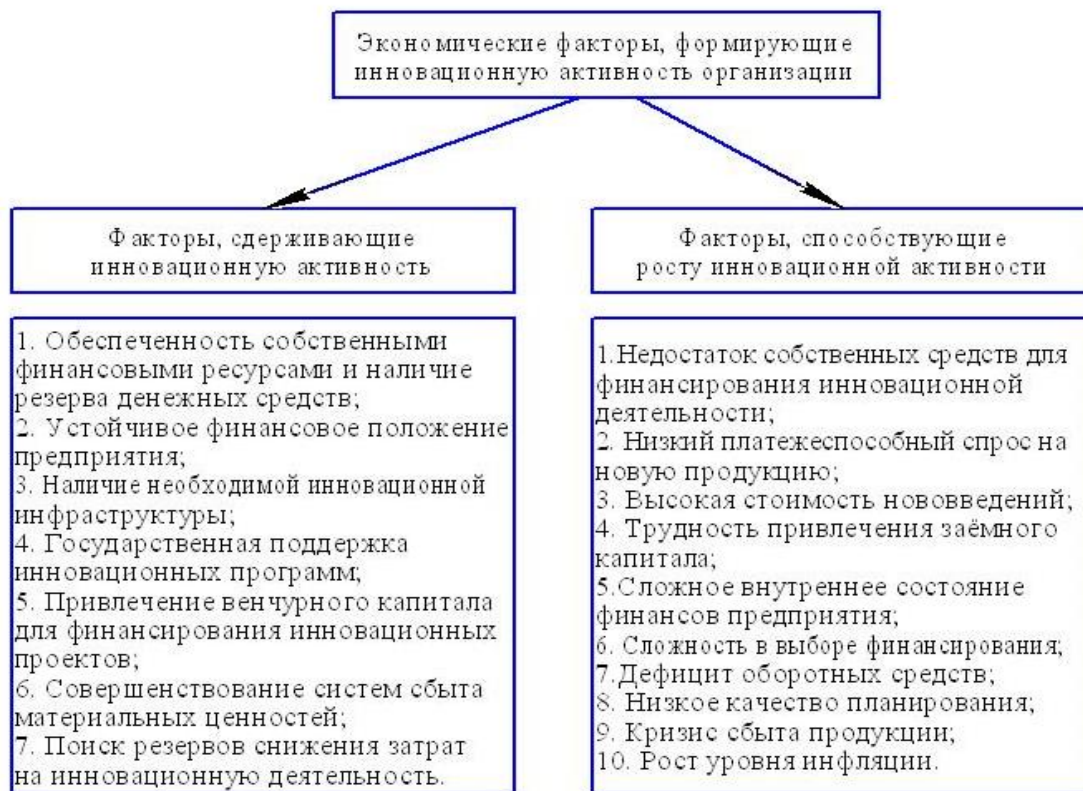 Экономические факторы, формирующие
инновационную активность организации
Факторы, сдерживающие
инновационную активность
Факторы, способствующие
росту инновационной активности
1. Обеспеченность собственными
финансовыми ресурсами и наличие
резерва денежных средств;
2. Устойчивое финансовое положение
предприятия;
3. Наличие необходимой инновационной
инфраструктуры;
4. Государственная поддержка
инновационных программ;
5. Привлечение венчурного капитала
для финансирования инновационных
проектов;
6. Совершенствование систем сбыта
материальных ценностей;
7. Поиск резервов снижения затрат
на инновационную деятельность.
1.Недостаток собственных средств для
финансирования инновационной
деятельности;
2. Низкий платежеспособный спрос на
новую продукцию;
3. Высокая стоимость нововведений;
4. Трудность привлечения заёмного
капитала;
5.Сложное внутреннее состояние
финансов предприятия;
6. Сложность в выборе финансирования;
7.Дефицит оборотных средств;
8. Низкое качество планирования;
9. Кризис сбыта продукции;
10. Рост уровня инфляции.